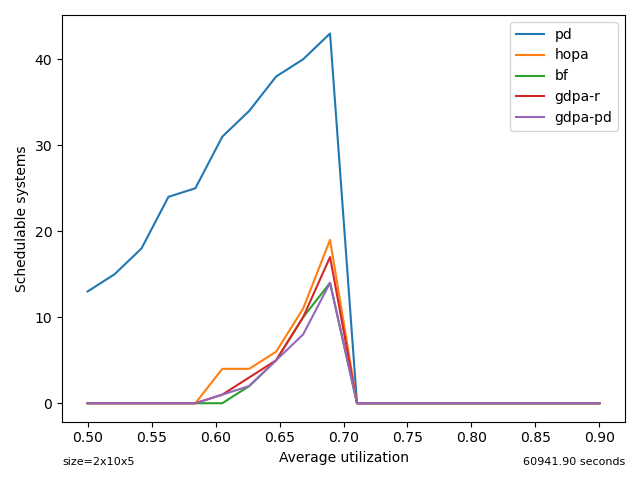 pd
hopa
bf
gdpa-r
gdpa-pd
Schedulable systems
40
30
20
10
0
0.50 0.55 0.60 0.65 0.70 0.75 0.80 0.85 0.90
Average utilization
size=2x10x5
60941.90 seconds